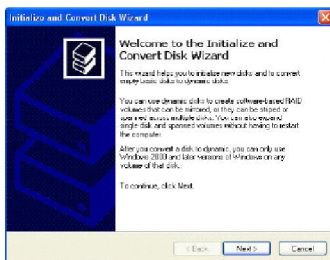 Initialize and Convert Disk Wizard
Welcome to the Initialize and
Convert Disk Wizard
This wizard helps you to initialize new disks and to convert
empty basic disks to dynamic disks.
You can use dynamic disks to create software-based RAID
volumes that can be mirrored, or they can be striped or
spanned across multiple disks. You can also expand
single-disk and spanned volumes without having to restart
the computer.
After you convert a disk to dynamic, you can only use
Windows 2000 and later versions of Windows on any
volume of that disk.
To continue, click Next.
< Back Next > Cancel